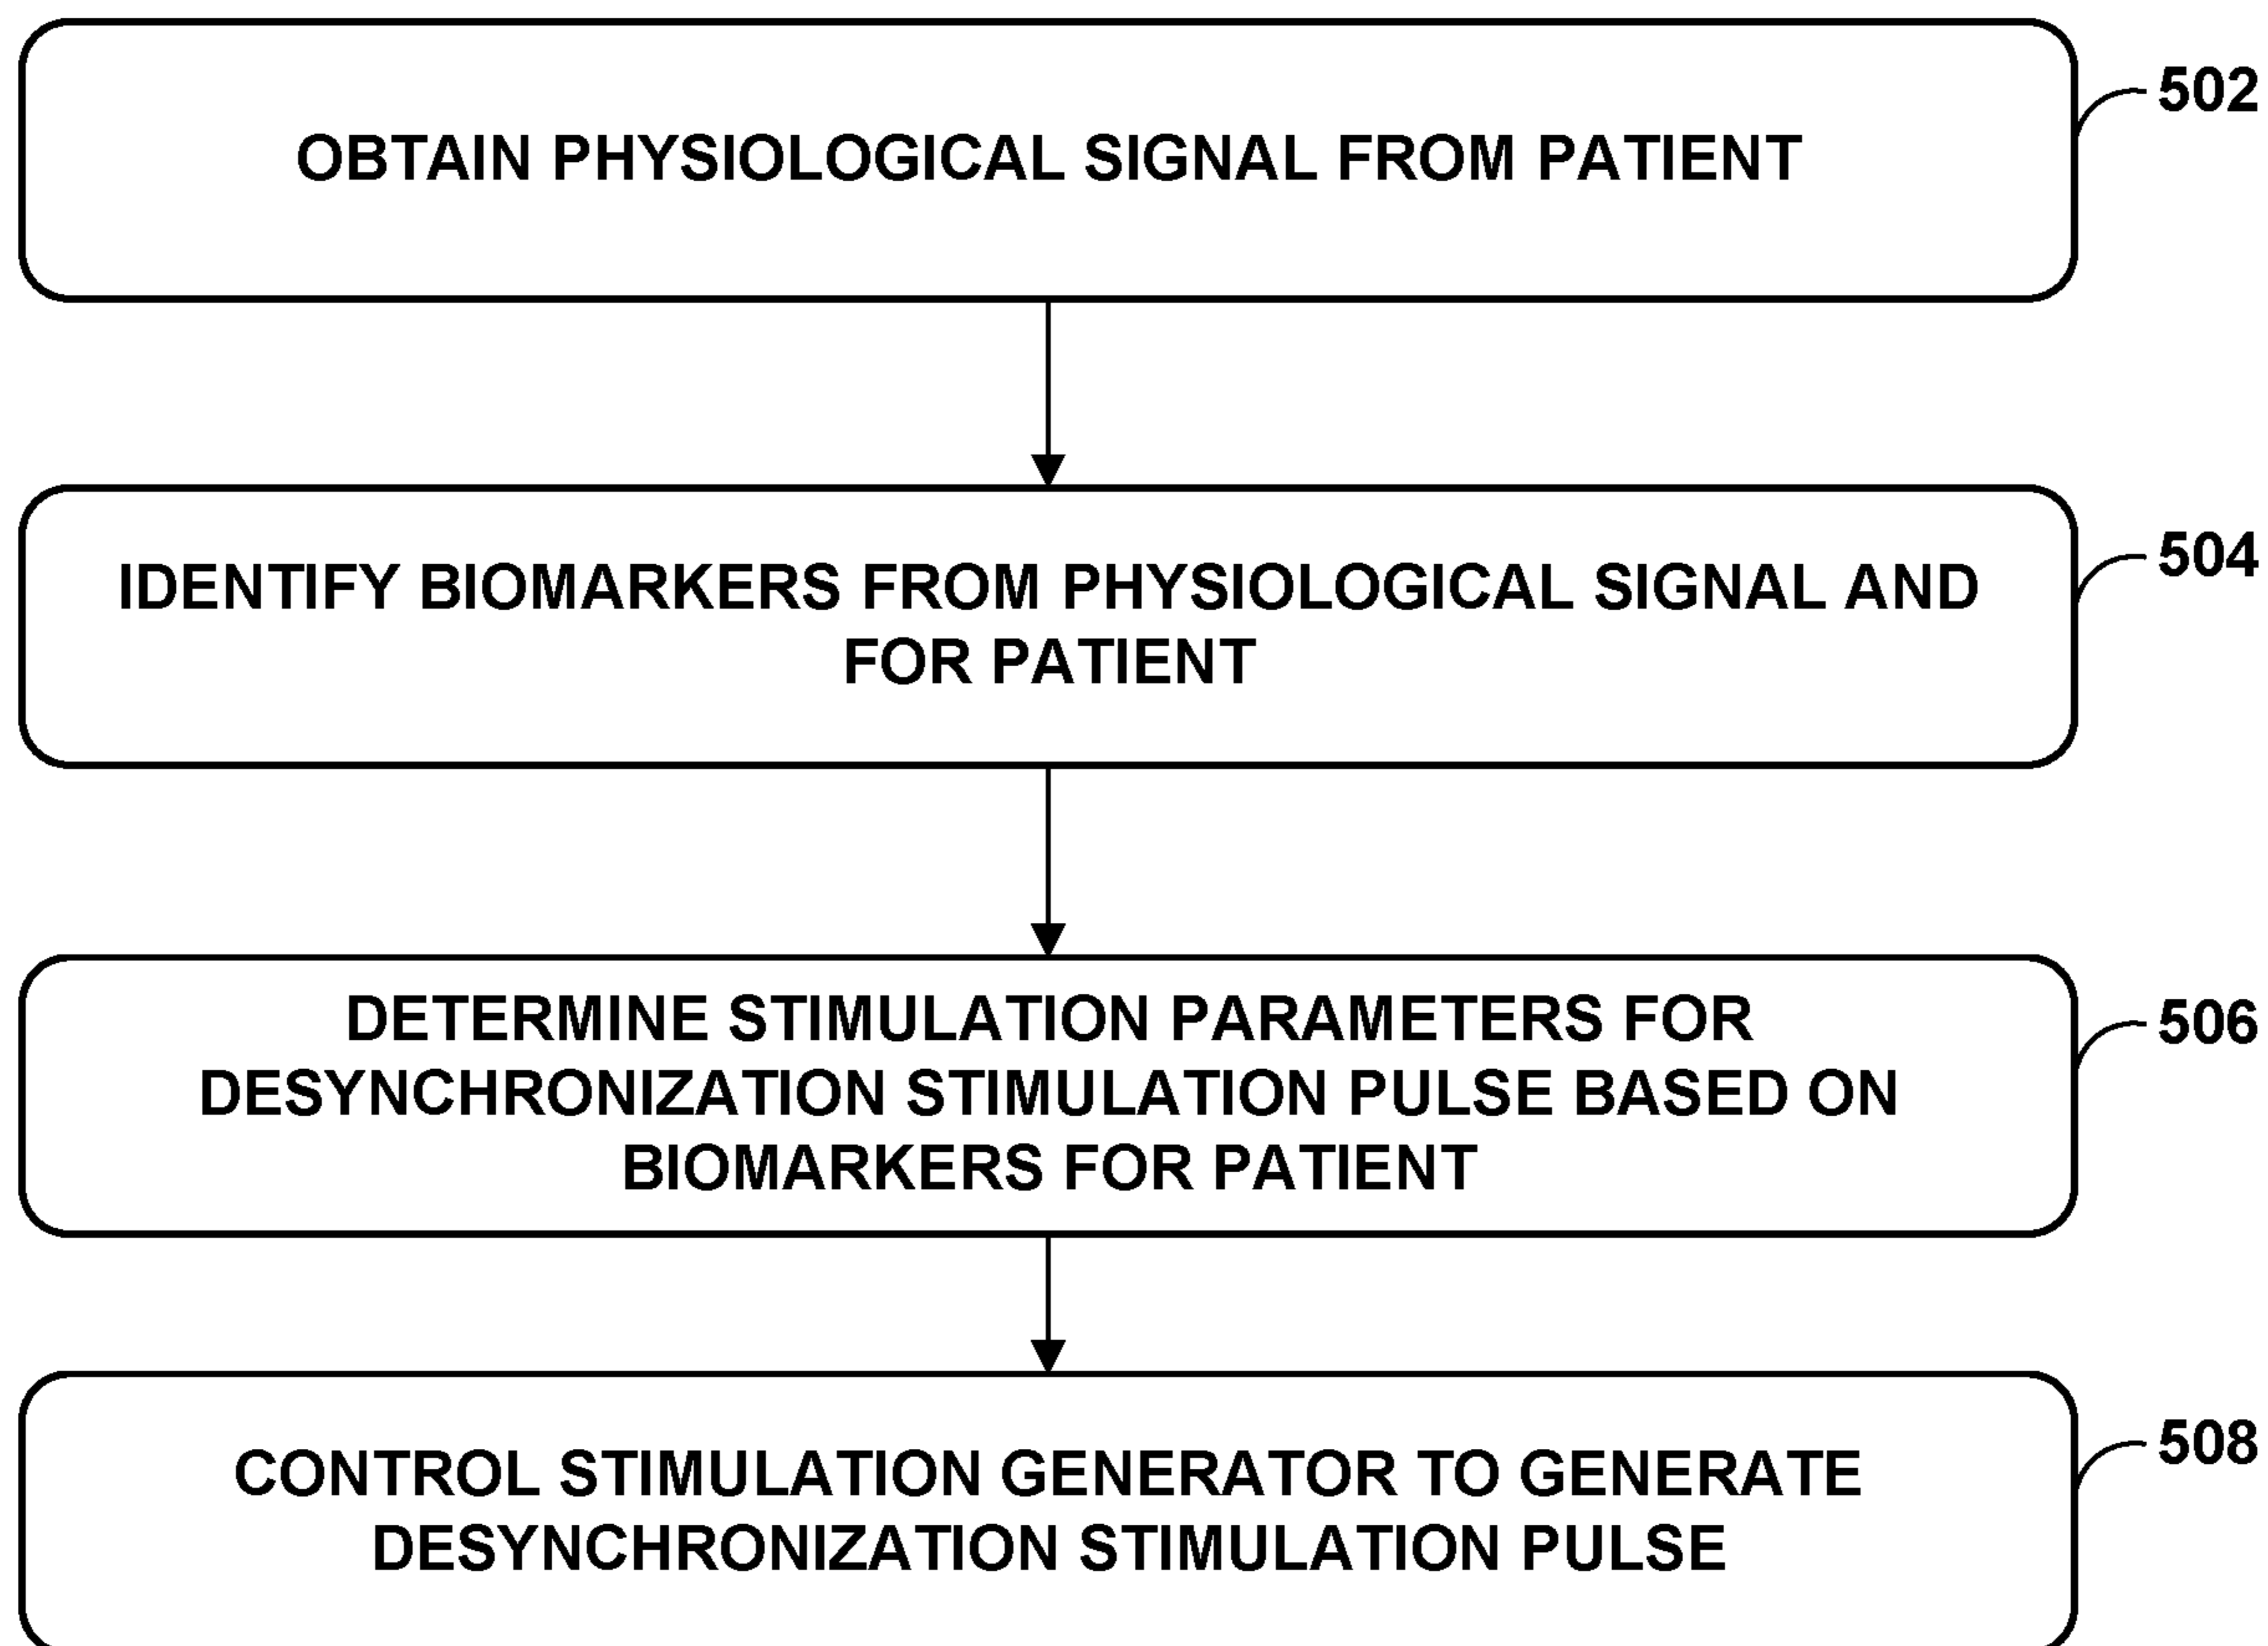 502
OBTAIN PHYSIOLOGICAL SIGNAL FROM PATIENT
504
IDENTIFY BIOMARKERS FROM PHYSIOLOGICAL SIGNAL AND
FOR PATIENT
506
DETERMINE STIMULATION PARAMETERS FOR
DESYNCHRONIZATION STIMULATION PULSE BASED ON
BIOMARKERS FOR PATIENT
508
CONTROL STIMULATION GENERATOR TO GENERATE
DESYNCHRONIZATION STIMULATION PULSE